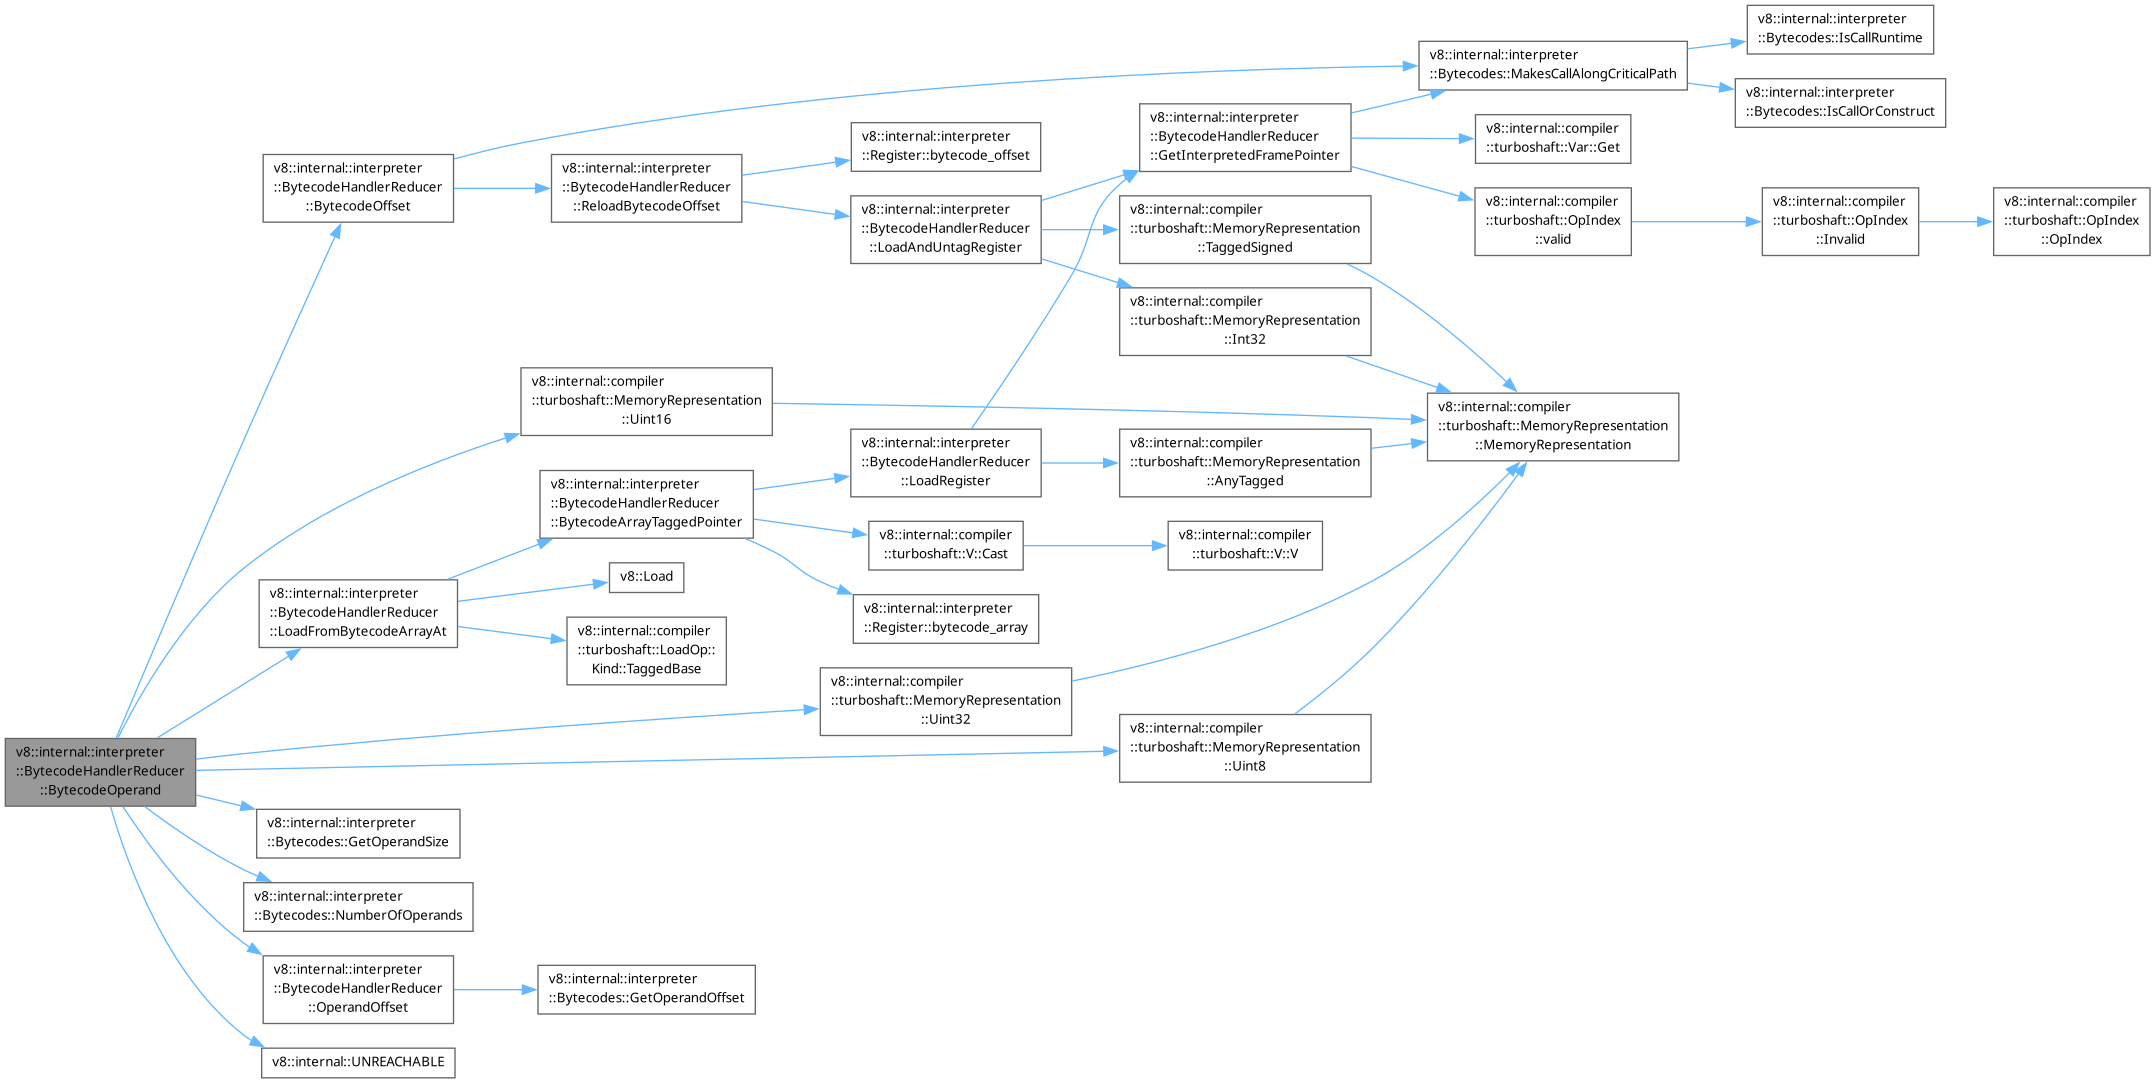 v8::internal::interpreter
::Bytecodes::IsCallRuntime
v8::internal::interpreter
::Bytecodes::MakesCallAlongCriticalPath
v8::internal::interpreter
::Bytecodes::IsCallOrConstruct
v8::internal::interpreter
::BytecodeHandlerReducer
::GetInterpretedFramePointer
v8::internal::compiler
::turboshaft::Var::Get
v8::internal::interpreter
::Register::bytecode_offset
v8::internal::interpreter
::BytecodeHandlerReducer
::BytecodeOffset
v8::internal::interpreter
::BytecodeHandlerReducer
::ReloadBytecodeOffset
v8::internal::interpreter
::BytecodeHandlerReducer
::LoadAndUntagRegister
v8::internal::compiler
::turboshaft::MemoryRepresentation
::TaggedSigned
v8::internal::compiler
::turboshaft::OpIndex
::valid
v8::internal::compiler
::turboshaft::OpIndex
::Invalid
v8::internal::compiler
::turboshaft::OpIndex
::OpIndex
v8::internal::compiler
::turboshaft::MemoryRepresentation
::Int32
v8::internal::compiler
::turboshaft::MemoryRepresentation
::Uint16
v8::internal::compiler
::turboshaft::MemoryRepresentation
::MemoryRepresentation
v8::internal::interpreter
::BytecodeHandlerReducer
::LoadRegister
v8::internal::compiler
::turboshaft::MemoryRepresentation
::AnyTagged
v8::internal::interpreter
::BytecodeHandlerReducer
::BytecodeArrayTaggedPointer
v8::internal::compiler
::turboshaft::V::Cast
v8::internal::compiler
::turboshaft::V::V
v8::Load
v8::internal::interpreter
::BytecodeHandlerReducer
::LoadFromBytecodeArrayAt
v8::internal::interpreter
::Register::bytecode_array
v8::internal::compiler
::turboshaft::LoadOp::
Kind::TaggedBase
v8::internal::compiler
::turboshaft::MemoryRepresentation
::Uint32
v8::internal::compiler
::turboshaft::MemoryRepresentation
::Uint8
v8::internal::interpreter
::BytecodeHandlerReducer
::BytecodeOperand
v8::internal::interpreter
::Bytecodes::GetOperandSize
v8::internal::interpreter
::Bytecodes::NumberOfOperands
v8::internal::interpreter
::BytecodeHandlerReducer
::OperandOffset
v8::internal::interpreter
::Bytecodes::GetOperandOffset
v8::internal::UNREACHABLE